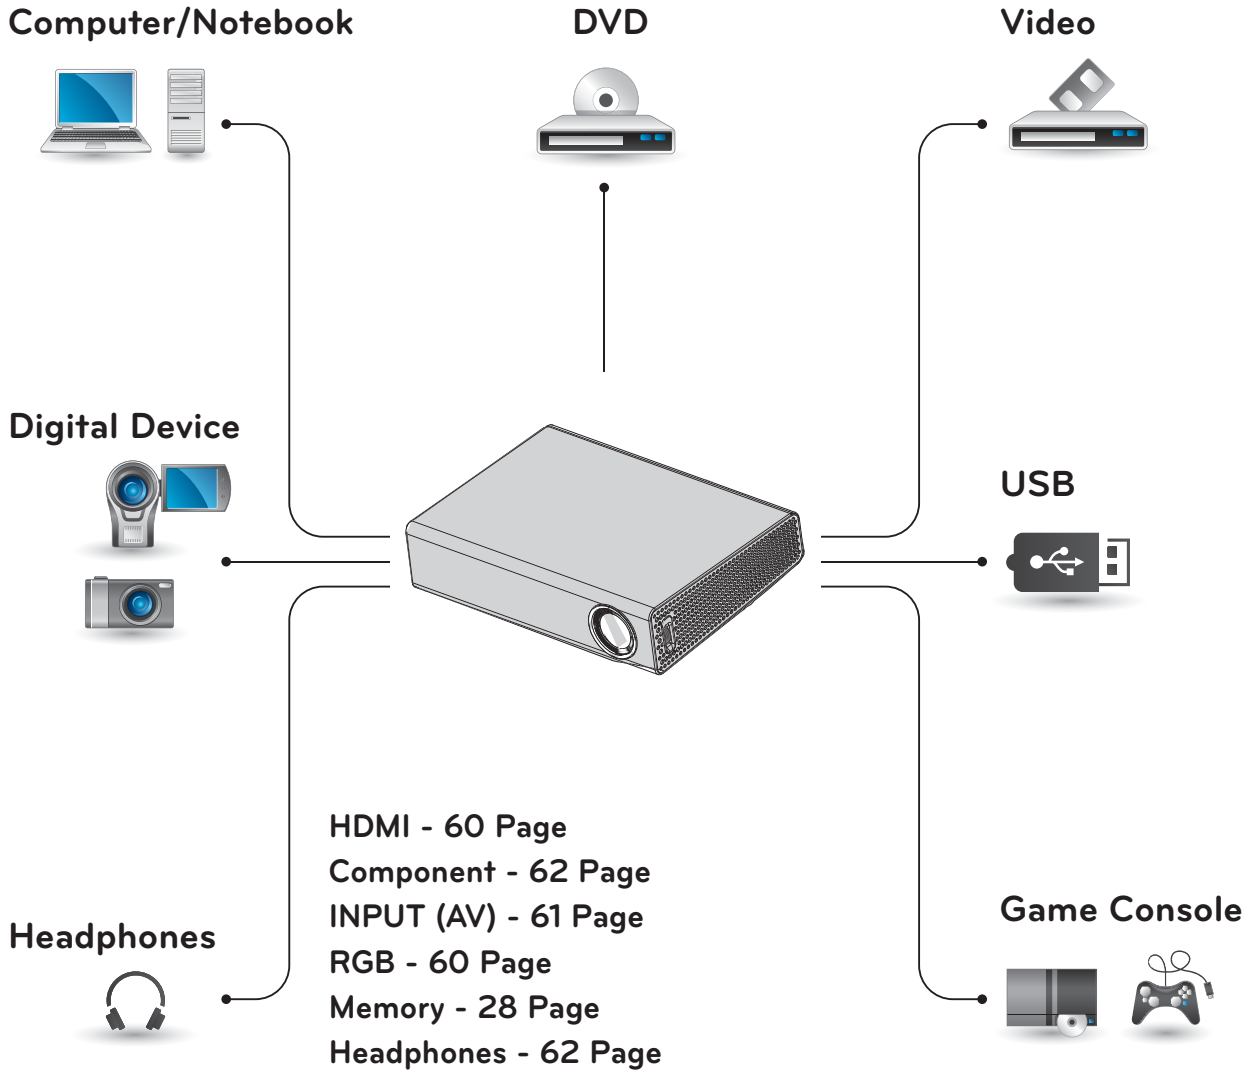 Computer/Notebook
DVD
Video
Digital Device
USB
HDMI - 60 Page
Component - 62 Page
INPUT (AV) - 61 Page
RGB - 60 Page
Memory - 28 Page
Headphones - 62 Page
Headphones
Game Console